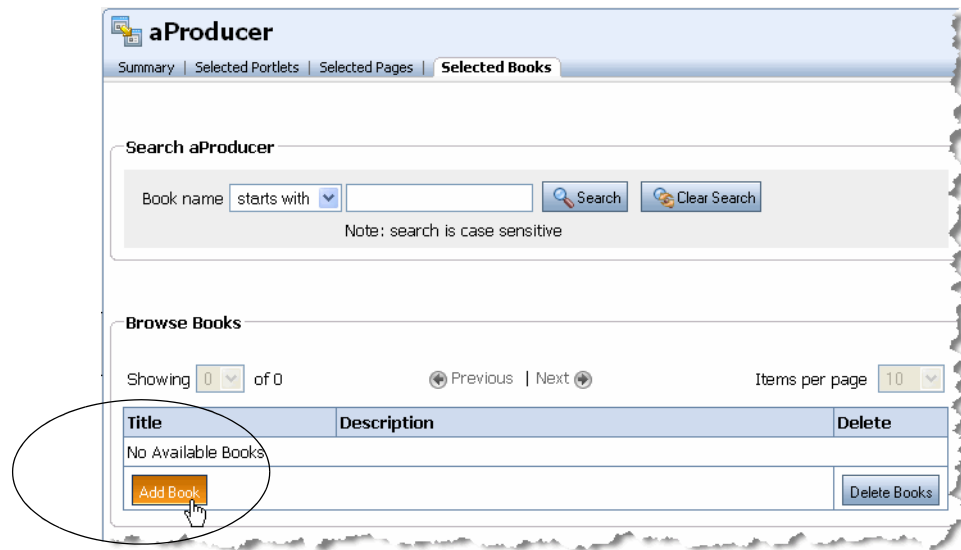 aProducer
Summary | Selected Portlets | Selected Pages | Selected Books
Search aProducer
Book name starts with Search Clear Search
Note: search is case sensitive
Browse Books
Showing 0 of 0 Previous | Next Items per page 10
Title Description Delete
No Available Books
Add Book Delete Books